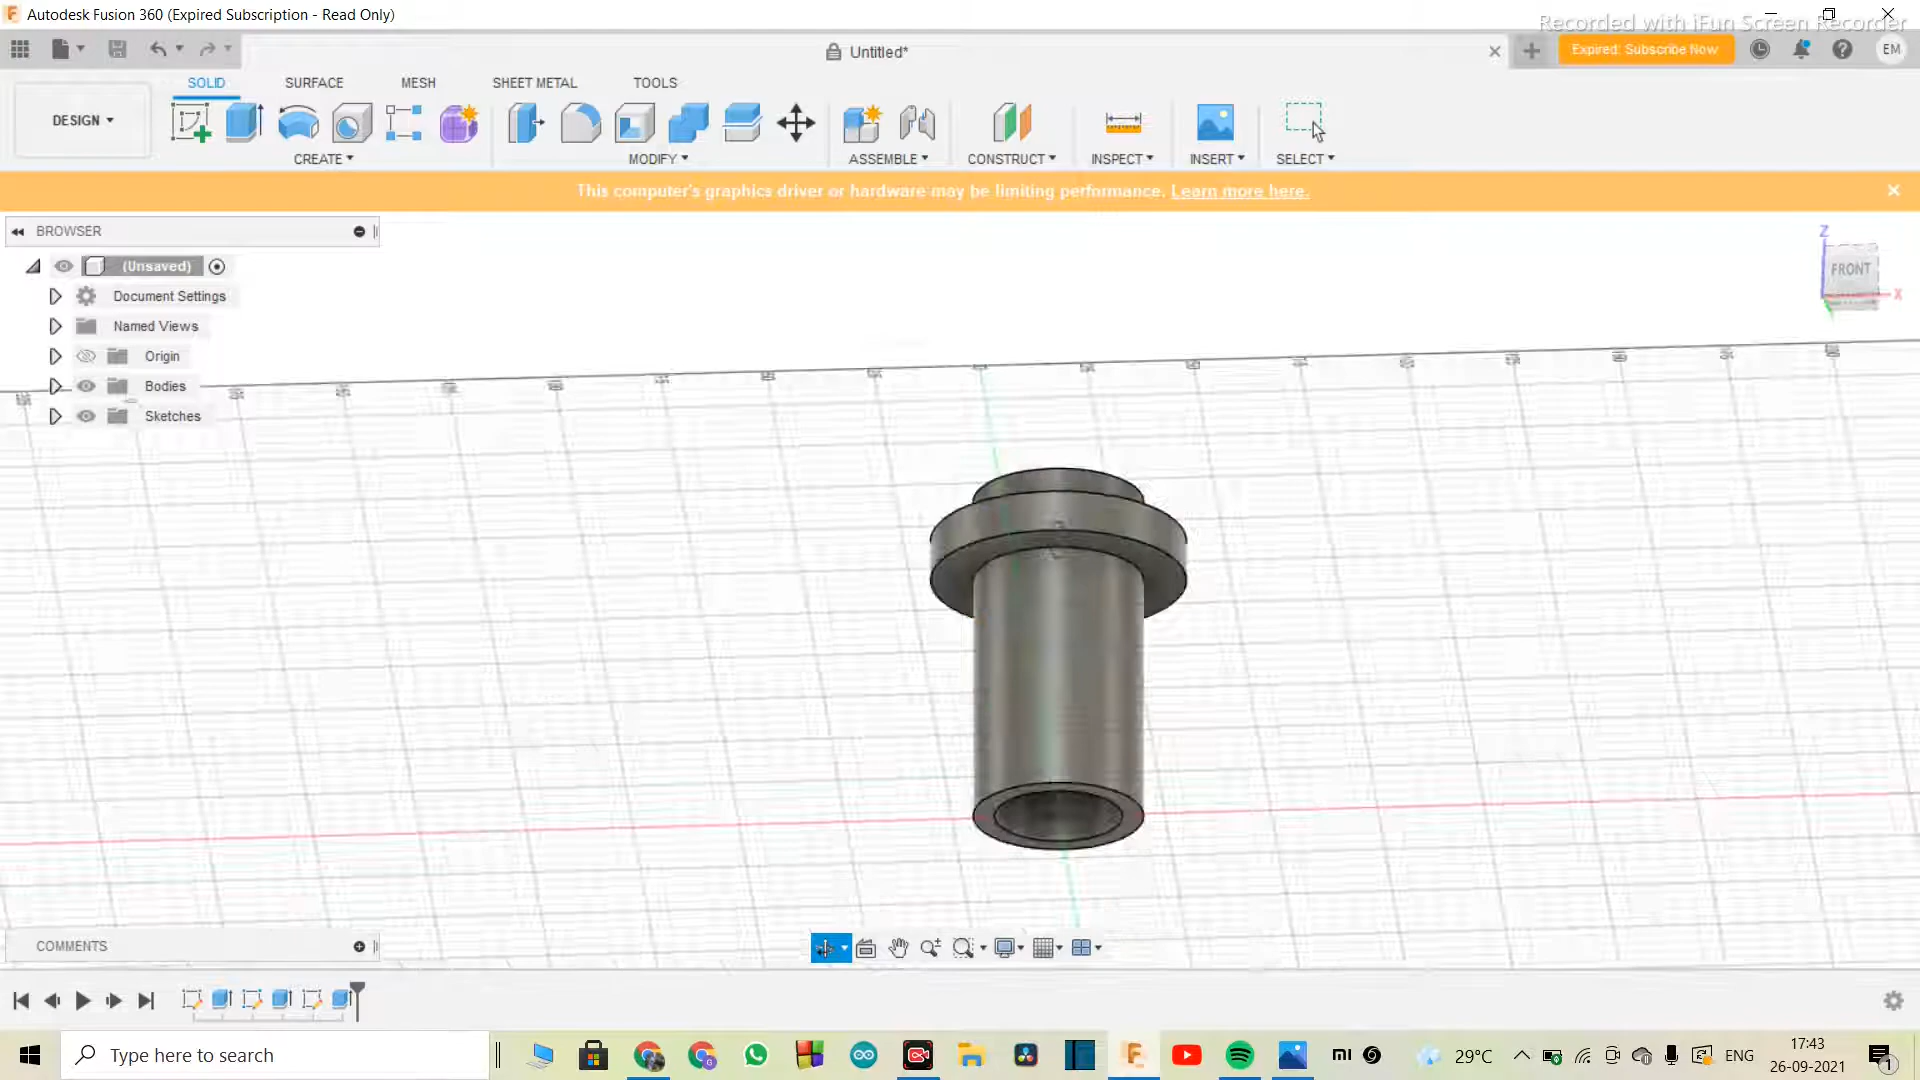 Autodesk Fusion 360 (Expired Subscription - Read Only)
Recorded with iFun Screen Recorder
Untitled*
Expired: Subscribe Now
EM
SOLID
SURFACE
MESH
SHEET METAL
TOOLS
DESIGN
CREATE
MODIFY
ASSEMBLE
CONSTRUCT
INSPECT
INSERT
SELECT
This computer's graphics driver or hardware may be limiting performance. Learn more here.
BROWSER
(Unsaved)
Document Settings
Named Views
Origin
Bodies
Sketches
Z
FRONT
X
COMMENTS
Type here to search
29°C
ENG
17:43
26-09-2021
1